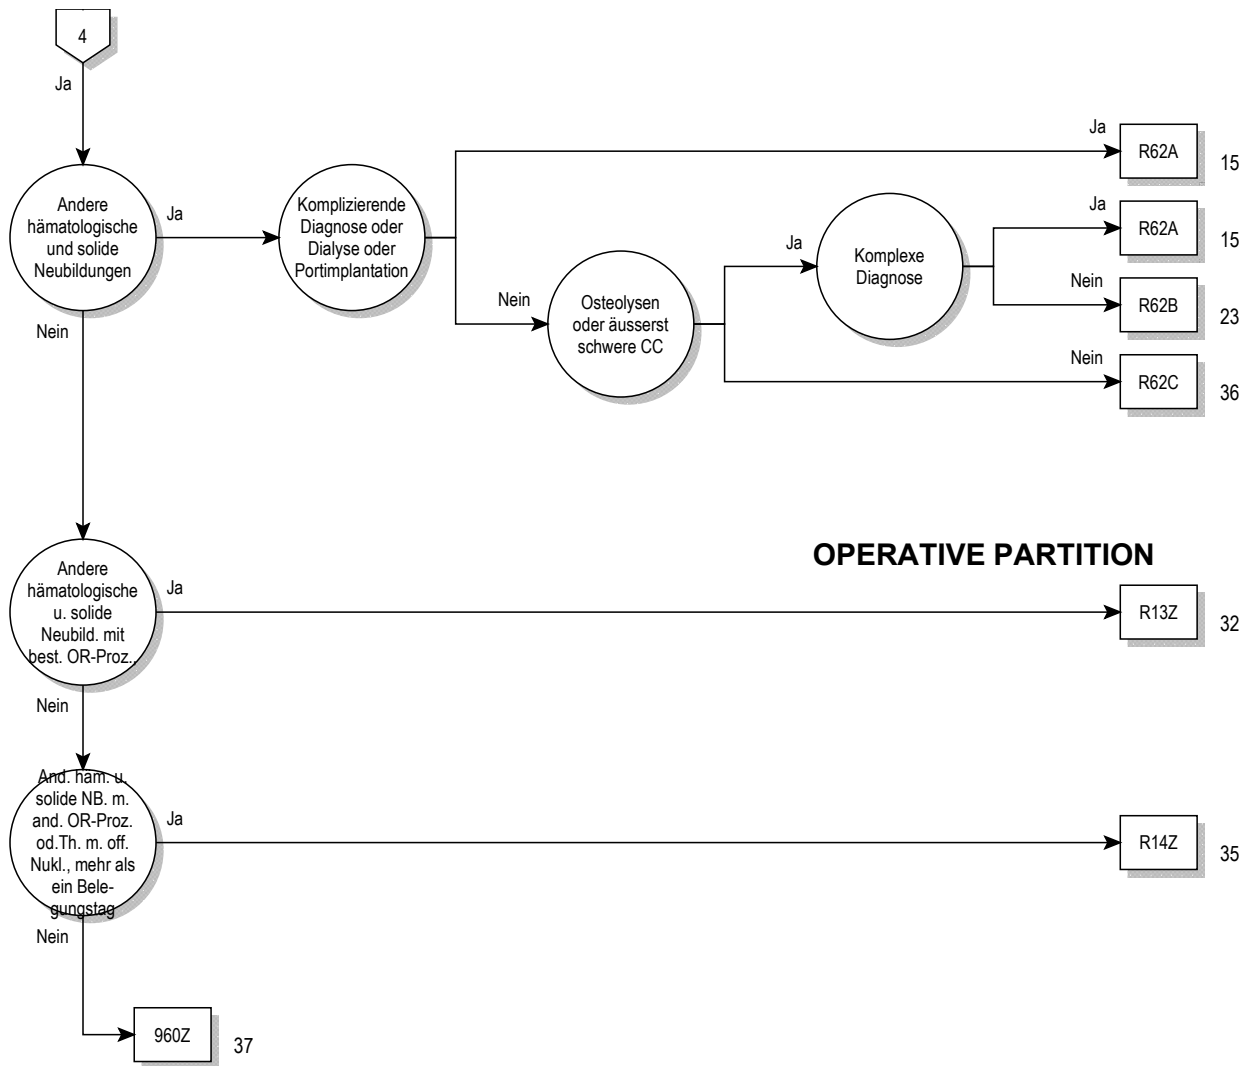 4
Ja
Andere
hämatologische
und solide
Neubildungen
Ja
Komplizierende
Diagnose oder
Dialyse oder
Portimplantation
Ja
R62A
15
Nein
Osteolysen
oder äusserst
schwere CC
Ja
Komplexe
Diagnose
Ja
R62A
15
Nein
R62B
23
Nein
R62C
36
Nein
OPERATIVE PARTITION
Andere
hämatologische
u. solide
Neubild. mit
best. OR-Proz.,
Ja
R13Z
32
Nein
And. häm. u.
solide NB. m.
and. OR-Proz.
od.Th. m. off.
Nukl., mehr als
ein Bele-
gungstag
Ja
R14Z
35
Nein
960Z
37